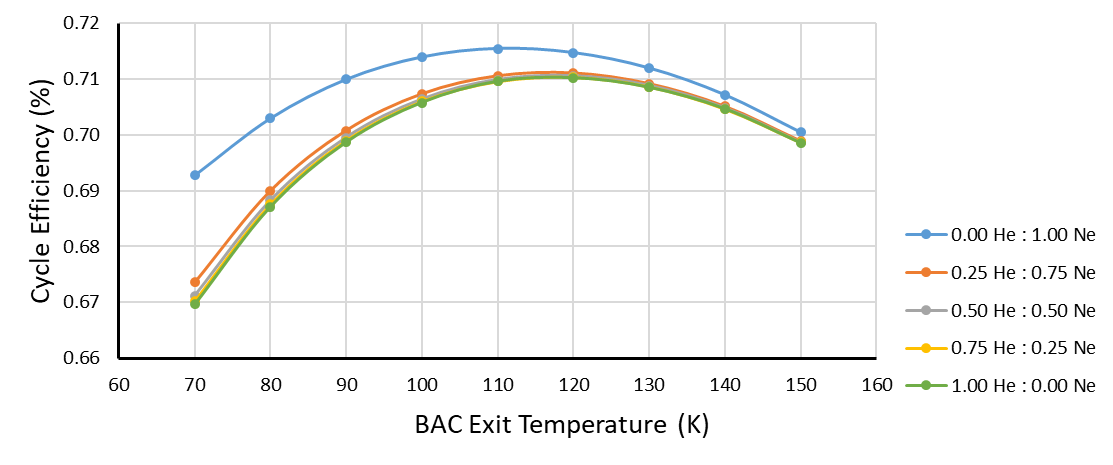 0.72
0.71
0.70
0.69
0.68
0.67
0.66
Cycle Efficiency (%)
60 70 80 90 100 110 120 130 140 150 160
BAC Exit Temperature (K)
0.00 He : 1.00 Ne
0.25 He : 0.75 Ne
0.50 He : 0.50 Ne
0.75 He : 0.25 Ne
1.00 He : 0.00 Ne